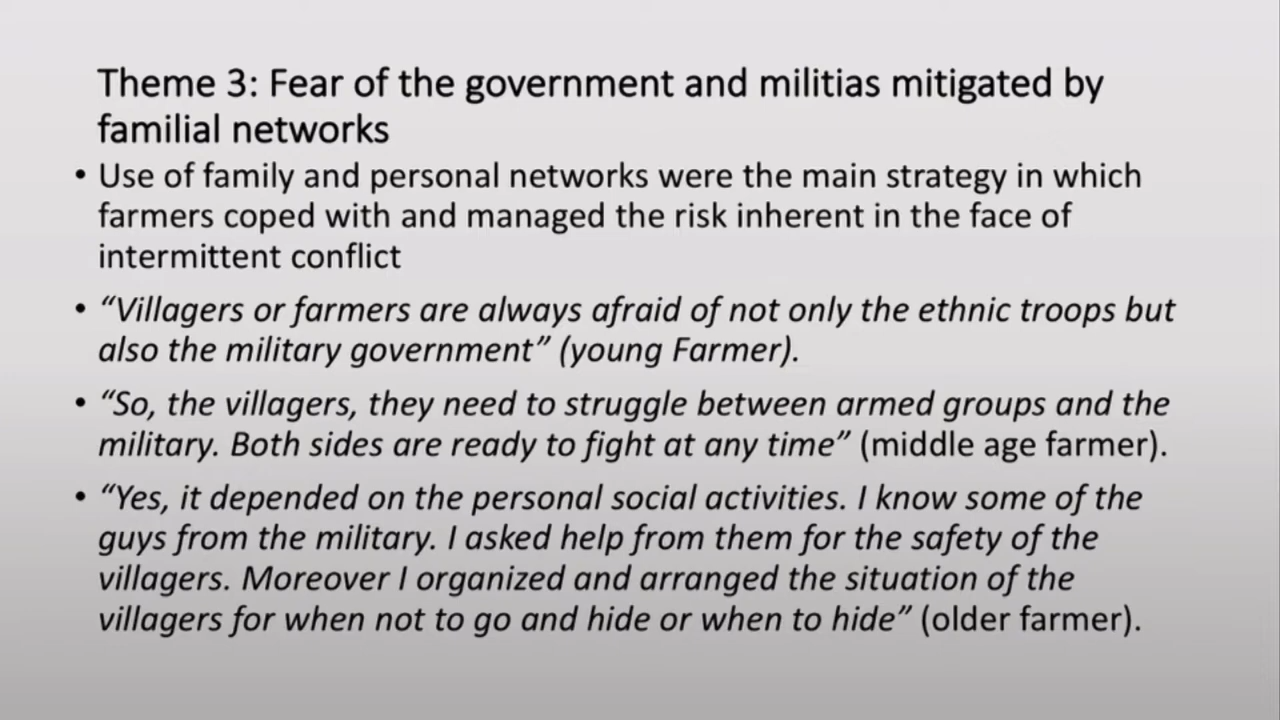 Theme 3: Fear of the government and militias mitigated by
familial networks
• Use of family and personal networks were the main strategy in which
farmers coped with and managed the risk inherent in the face of
intermittent conflict
• “Villagers or farmers are always afraid of not only the ethnic troops but
also the military government” (young Farmer).
• “So, the villagers, they need to struggle between armed groups and the
military. Both sides are ready to fight at any time” (middle age farmer).
• “Yes, it depended on the personal social activities. I know some of the
guys from the military. I asked help from them for the safety of the
villagers. Moreover I organized and arranged the situation of the
villagers for when not to go and hide or when to hide” (older farmer).